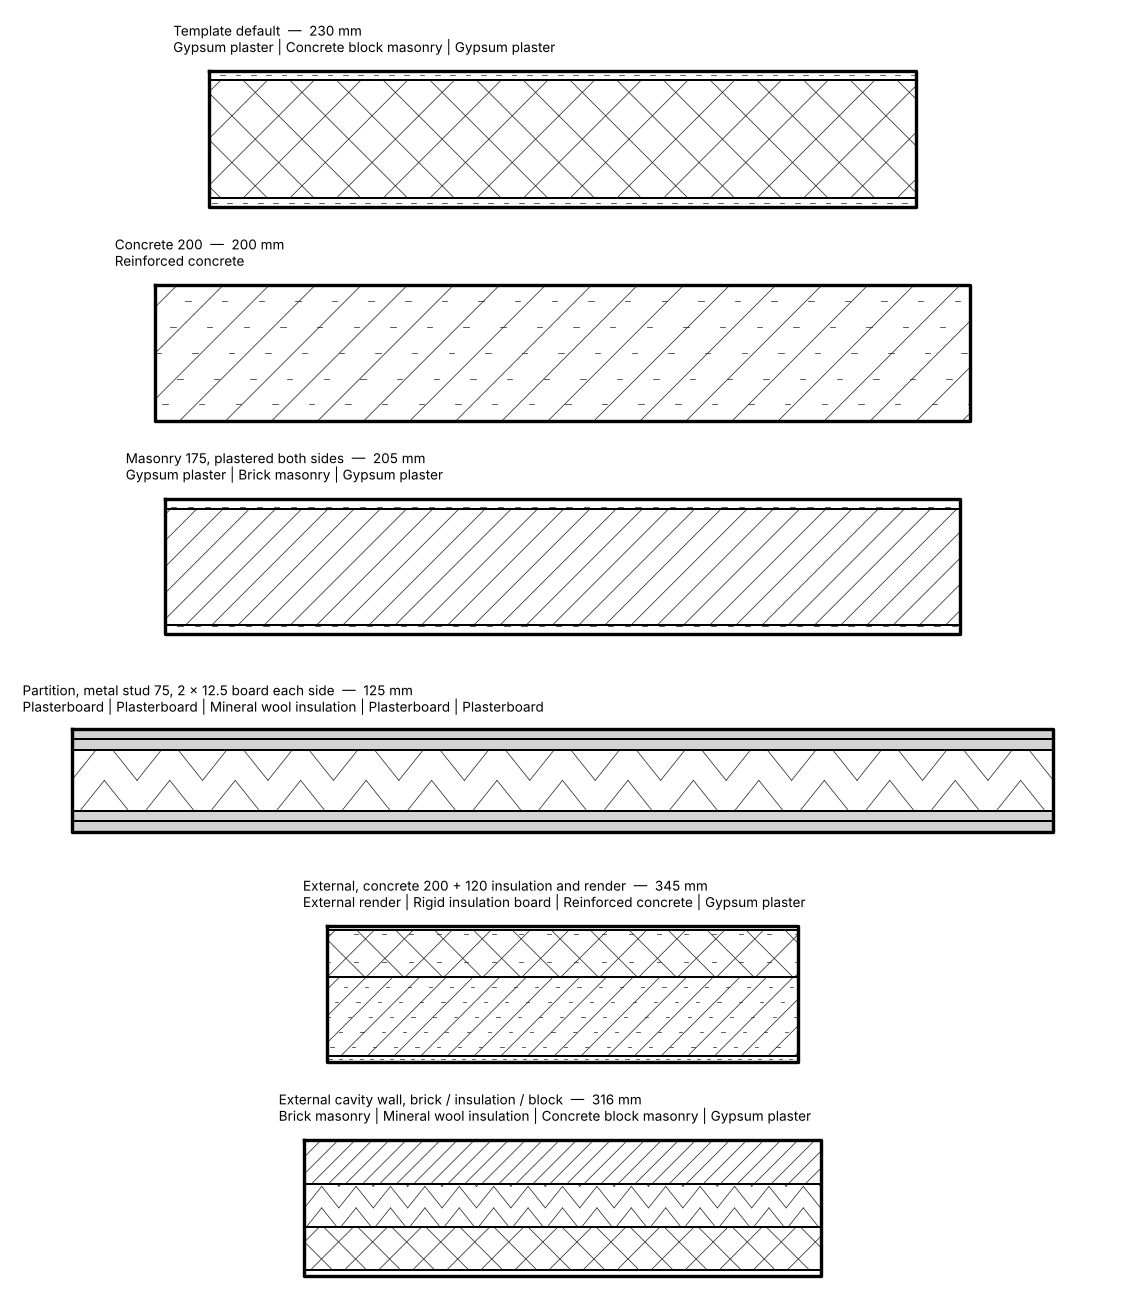 Template default — 230 mm
Gypsum plaster | Concrete block masonry | Gypsum plaster
Concrete 200 — 200 mm
Reinforced concrete
Masonry 175, plastered both sides — 205 mm
Gypsum plaster | Brick masonry | Gypsum plaster
Partition, metal stud 75, 2 × 12.5 board each side — 125 mm
Plasterboard | Plasterboard | Mineral wool insulation | Plasterboard | Plasterboard
External, concrete 200 + 120 insulation and render — 345 mm
External render | Rigid insulation board | Reinforced concrete | Gypsum plaster
External cavity wall, brick / insulation / block — 316 mm
Brick masonry | Mineral wool insulation | Concrete block masonry | Gypsum plaster